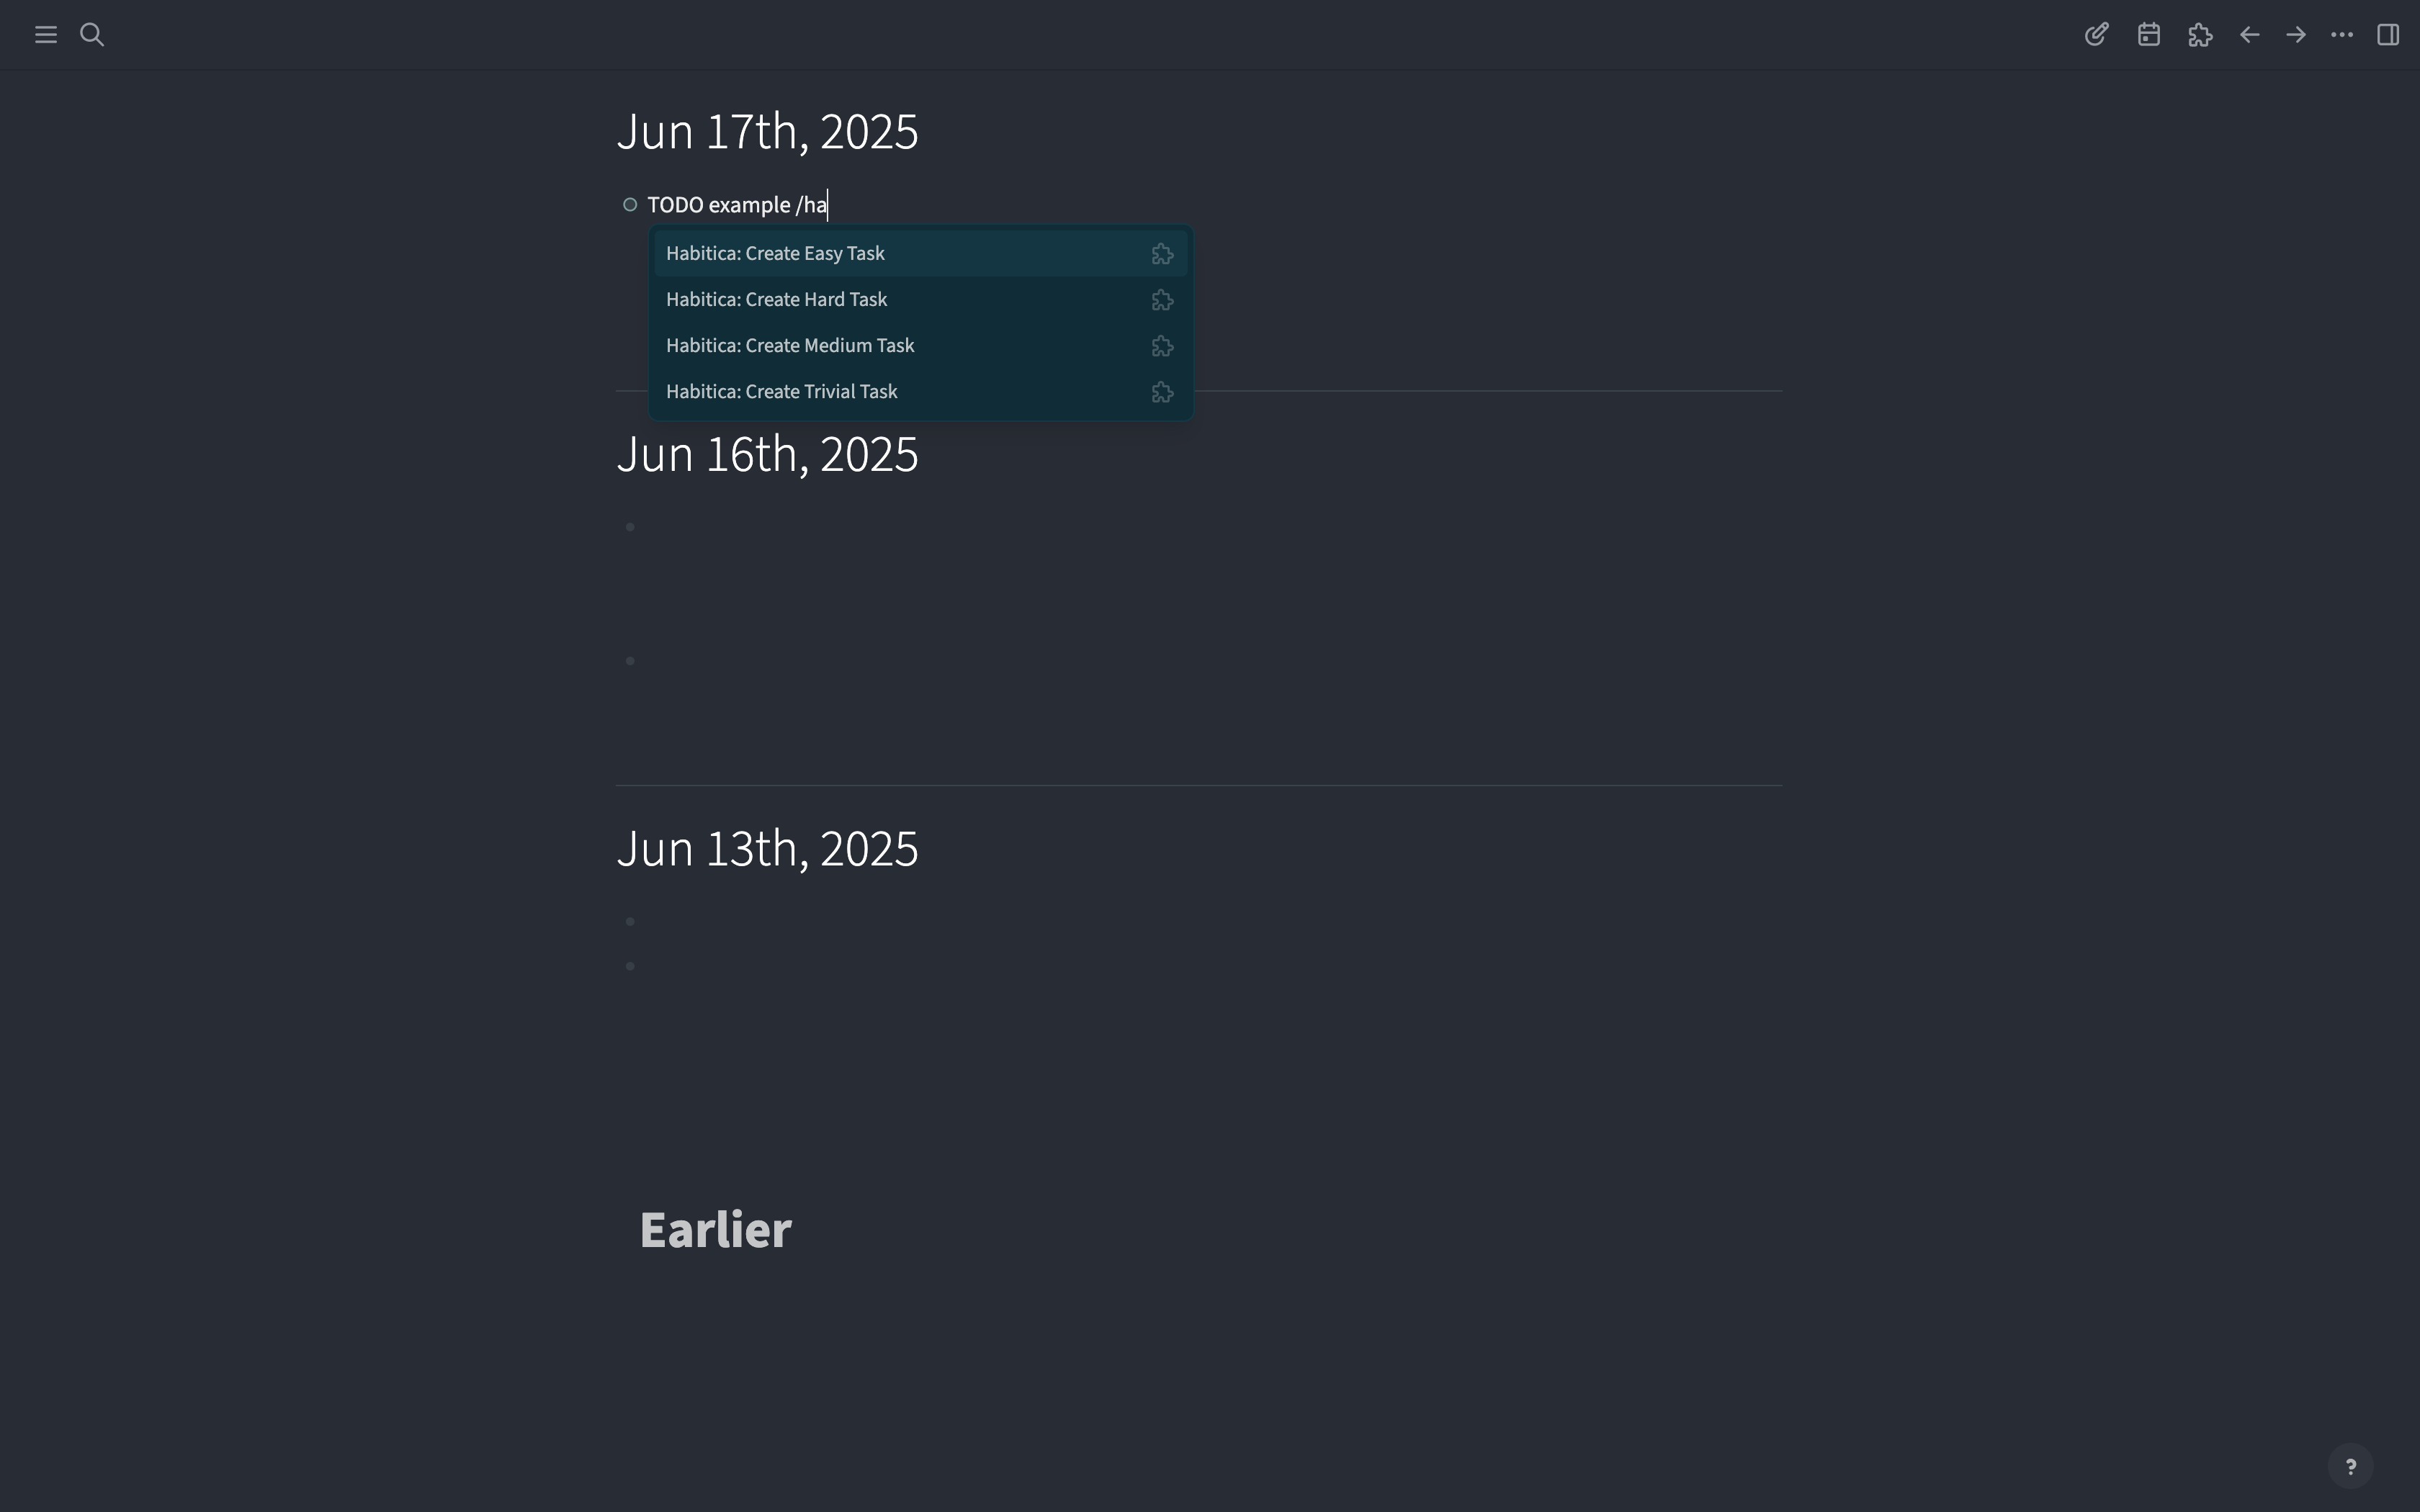 Jun 17th, 2025
TODO example /ha
Habitica: Create Easy Task
Habitica: Create Hard Task
Habitica: Create Medium Task
Habitica: Create Trivial Task
Jun 16th, 2025
Jun 13th, 2025
Earlier
?